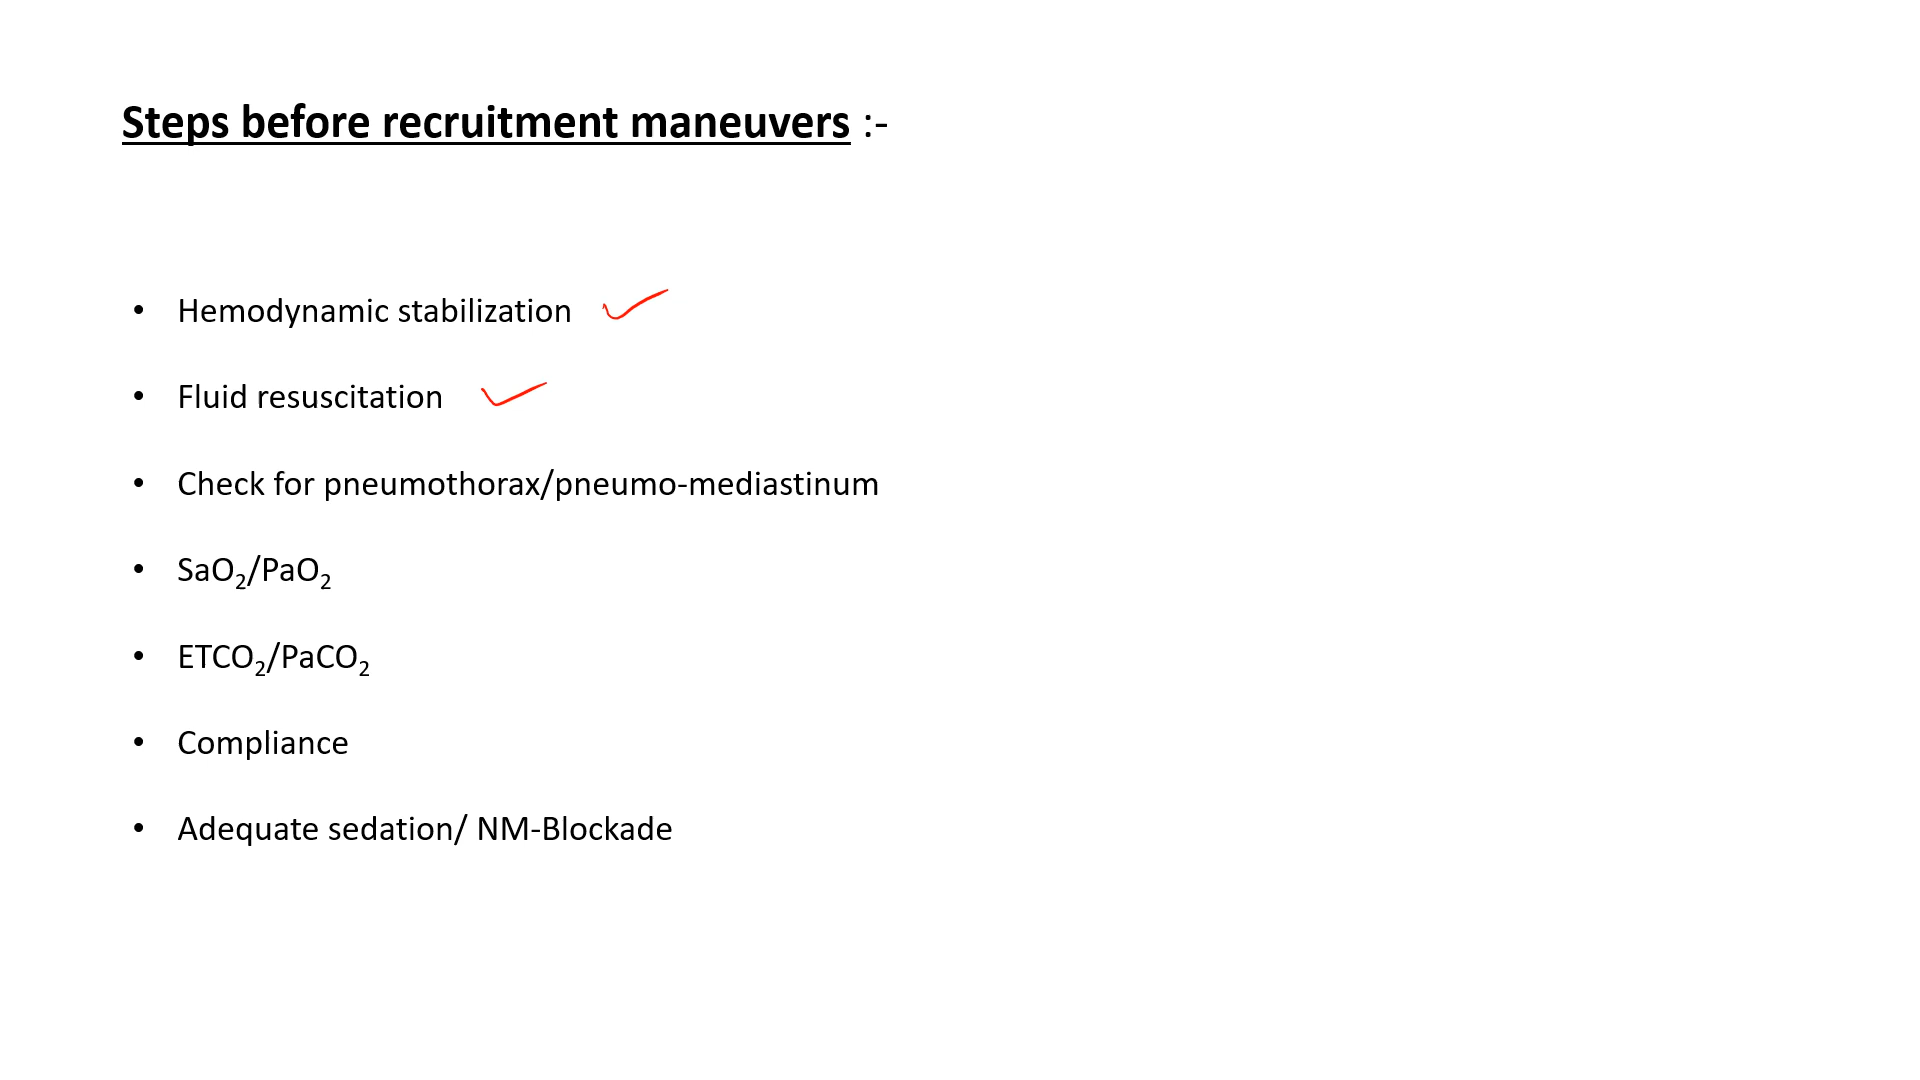 Steps before recruitment maneuvers :-
• Hemodynamic stabilization
• Fluid resuscitation
• Check for pneumothorax/pneumo-mediastinum
• SaO₂/PaO₂
• ETCO₂/PaCO₂
• Compliance
• Adequate sedation/ NM-Blockade